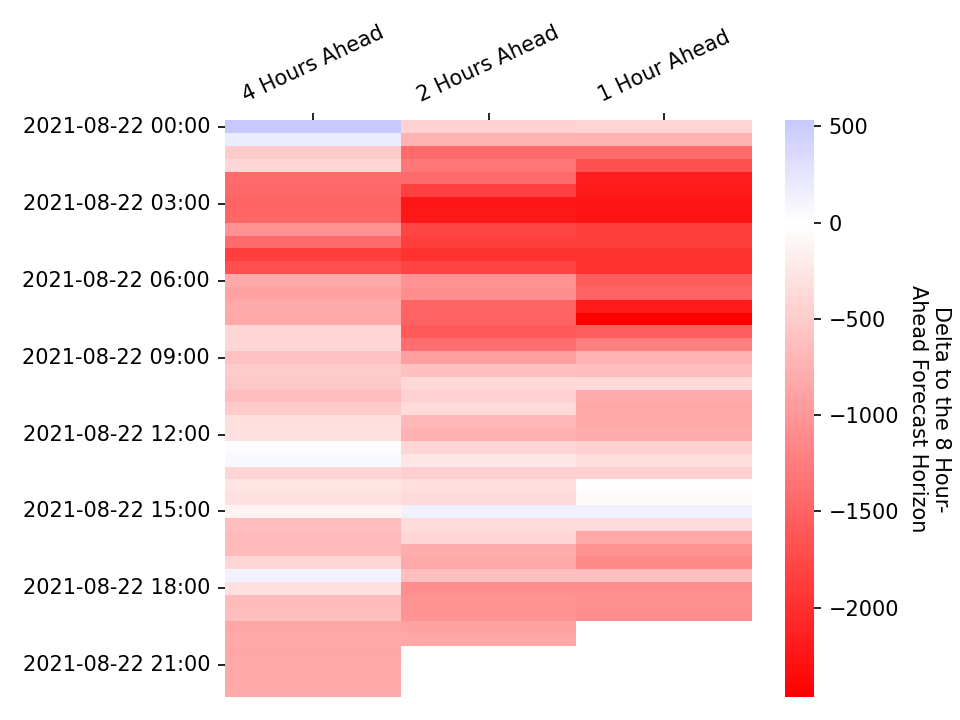 4 Hours Ahead
2 Hours Ahead
1 Hour Ahead
2021-08-22 00:00
2021-08-22 03:00
2021-08-22 06:00
2021-08-22 09:00
2021-08-22 12:00
2021-08-22 15:00
2021-08-22 18:00
2021-08-22 21:00
500
0
−500
−1000
−1500
−2000
Delta to the 8 Hour-
Ahead Forecast Horizon